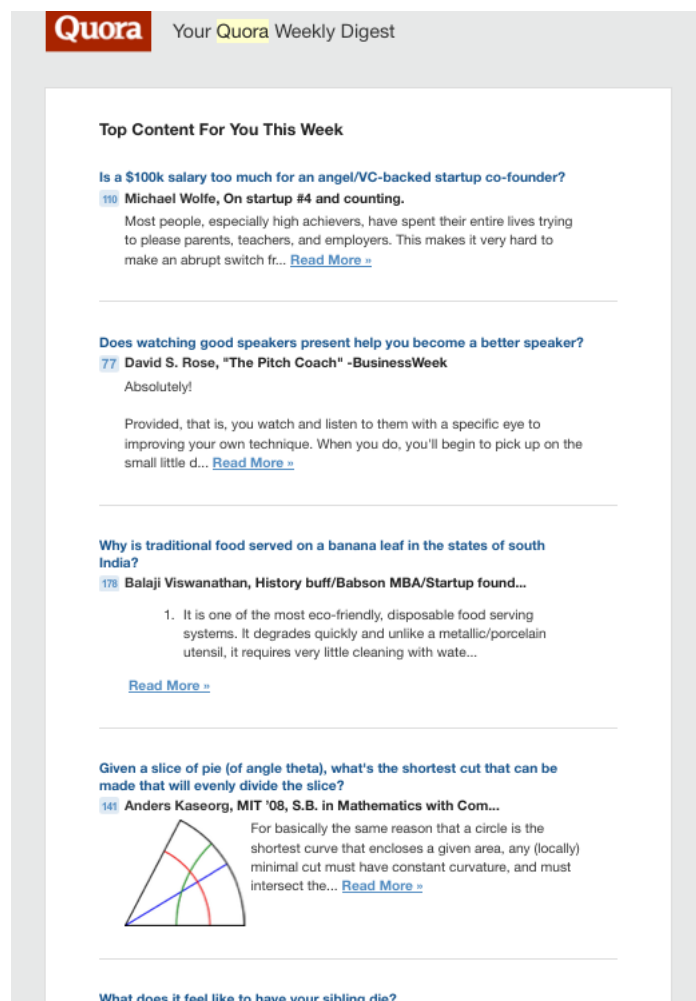 Quora Your Quora Weekly Digest
Top Content For You This Week
Is a $100k salary too much for an angel/VC-backed startup co-founder?
110 Michael Wolfe, On startup #4 and counting.
Most people, especially high achievers, have spent their entire lives trying
to please parents, teachers, and employers. This makes it very hard to
make an abrupt switch fr... Read More »
Does watching good speakers present help you become a better speaker?
77 David S. Rose, "The Pitch Coach" -BusinessWeek
Absolutely!
Provided, that is, you watch and listen to them with a specific eye to
improving your own technique. When you do, you'll begin to pick up on the
small little d... Read More »
Why is traditional food served on a banana leaf in the states of south
India?
178 Balaji Viswanathan, History buff/Babson MBA/Startup found...
1. It is one of the most eco-friendly, disposable food serving
systems. It degrades quickly and unlike a metallic/porcelain
utensil, it requires very little cleaning with wate...
Read More »
Given a slice of pie (of angle theta), what's the shortest cut that can be
made that will evenly divide the slice?
141 Anders Kaseorg, MIT '08, S.B. in Mathematics with Com...
For basically the same reason that a circle is the
shortest curve that encloses a given area, any (locally)
minimal cut must have constant curvature, and must
intersect the... Read More »
What does it feel like to have your sibling die?